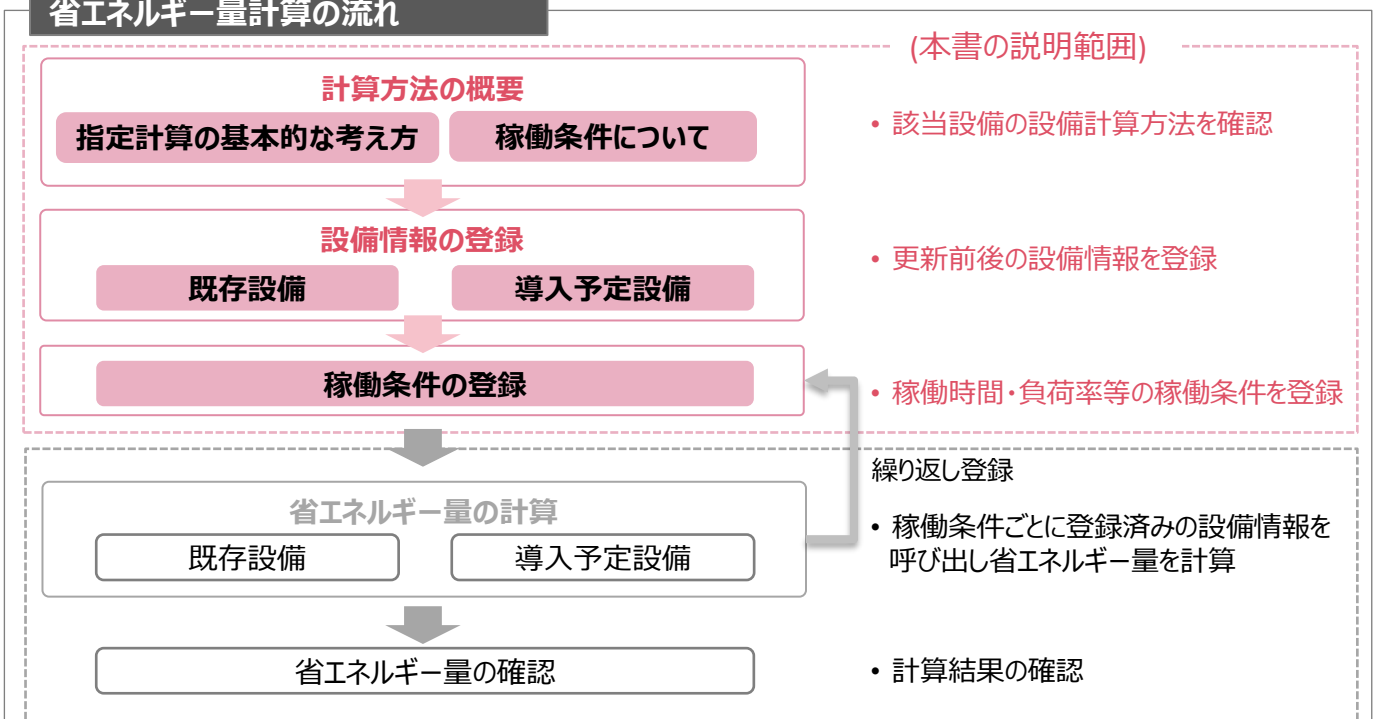 省エネルギー量計算の流れ
(本書の説明範囲)
計算方法の概要
指定計算の基本的な考え方
稼働条件について
• 該当設備の設備計算方法を確認
設備情報の登録
既存設備
導入予定設備
• 更新前後の設備情報を登録
稼働条件の登録
• 稼働時間・負荷率等の稼働条件を登録
繰り返し登録
省エネルギー量の計算
既存設備
導入予定設備
• 稼働条件ごとに登録済みの設備情報を
呼び出し省エネルギー量を計算
省エネルギー量の確認
• 計算結果の確認